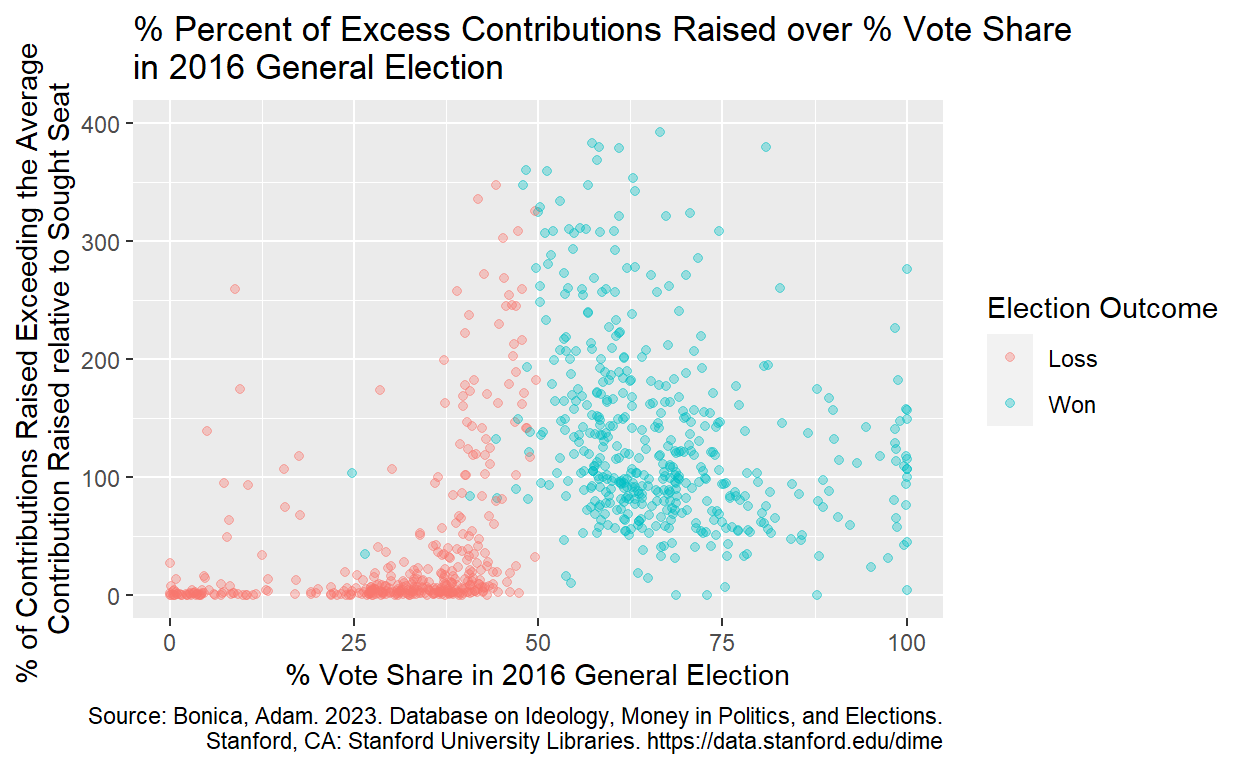 % Percent of Excess Contributions Raised over % Vote Share
in 2016 General Election
% of Contributions Raised Exceeding the Average
Contribution Raised relative to Sought Seat
400
300
200
100
0
0 25 50 75 100
% Vote Share in 2016 General Election
Election Outcome
Loss
Won
Source: Bonica, Adam. 2023. Database on Ideology, Money in Politics, and Elections.
Stanford, CA: Stanford University Libraries. https://data.stanford.edu/dime